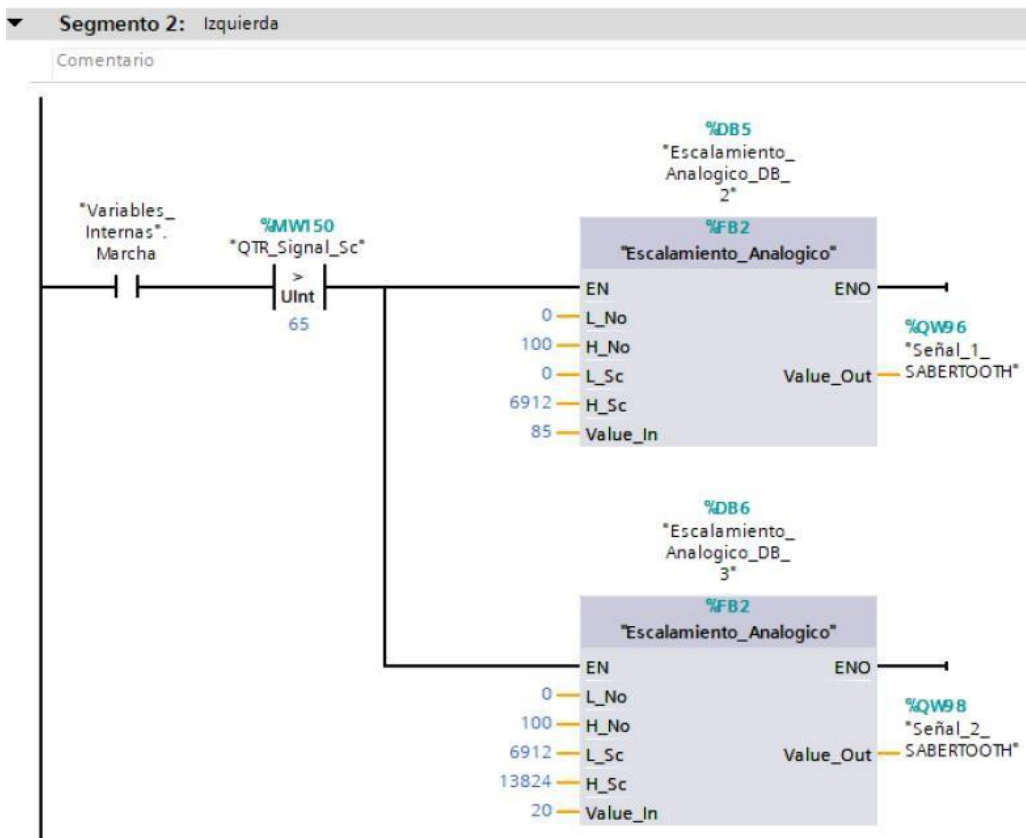 Segmento 2: Izquierda
Comentario
"Variables_
Internas".
Marcha
%MW150
"QTR_Signal_Sc"
>
UInt
65
%DB5
"Escalamiento_
Analogico_DB_
2"
%FB2
"Escalamiento_Analogico"
EN ENO
0 L_No
100 H_No
0 L_Sc Value_Out
6912 H_Sc
85 Value_In
%QW96
"Señal_1_
SABERTOOTH"
%DB6
"Escalamiento_
Analogico_DB_
3"
%FB2
"Escalamiento_Analogico"
EN ENO
0 L_No
100 H_No
6912 L_Sc Value_Out
13824 H_Sc
20 Value_In
%QW98
"Señal_2_
SABERTOOTH"